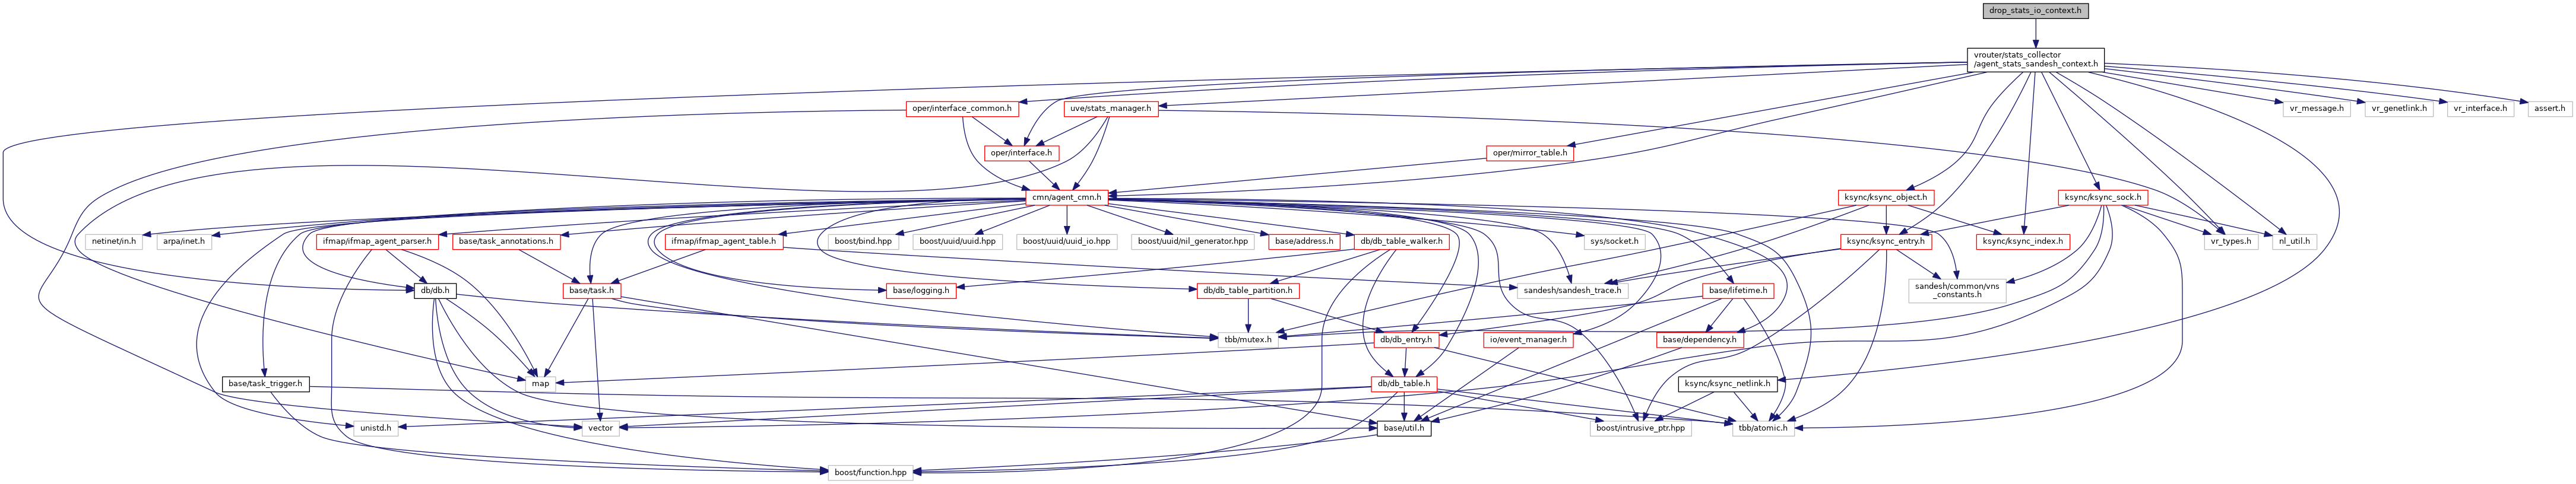 drop_stats_io_context.h
vrouter/stats_collector
/agent_stats_sandesh_context.h
oper/interface_common.h
uve/stats_manager.h
vr_message.h
vr_genetlink.h
vr_interface.h
assert.h
oper/interface.h
oper/mirror_table.h
cmn/agent_cmn.h
ksync/ksync_object.h
ksync/ksync_sock.h
netinet/in.h
arpa/inet.h
ifmap/ifmap_agent_parser.h
base/task_annotations.h
ifmap/ifmap_agent_table.h
boost/bind.hpp
boost/uuid/uuid.hpp
boost/uuid/uuid_io.hpp
boost/uuid/nil_generator.hpp
base/address.h
db/db_table_walker.h
sys/socket.h
ksync/ksync_entry.h
ksync/ksync_index.h
vr_types.h
nl_util.h
db/db.h
base/task.h
base/logging.h
db/db_table_partition.h
sandesh/sandesh_trace.h
base/lifetime.h
sandesh/common/vns
_constants.h
tbb/mutex.h
db/db_entry.h
io/event_manager.h
base/dependency.h
base/task_trigger.h
map
db/db_table.h
ksync/ksync_netlink.h
unistd.h
vector
base/util.h
boost/intrusive_ptr.hpp
tbb/atomic.h
boost/function.hpp